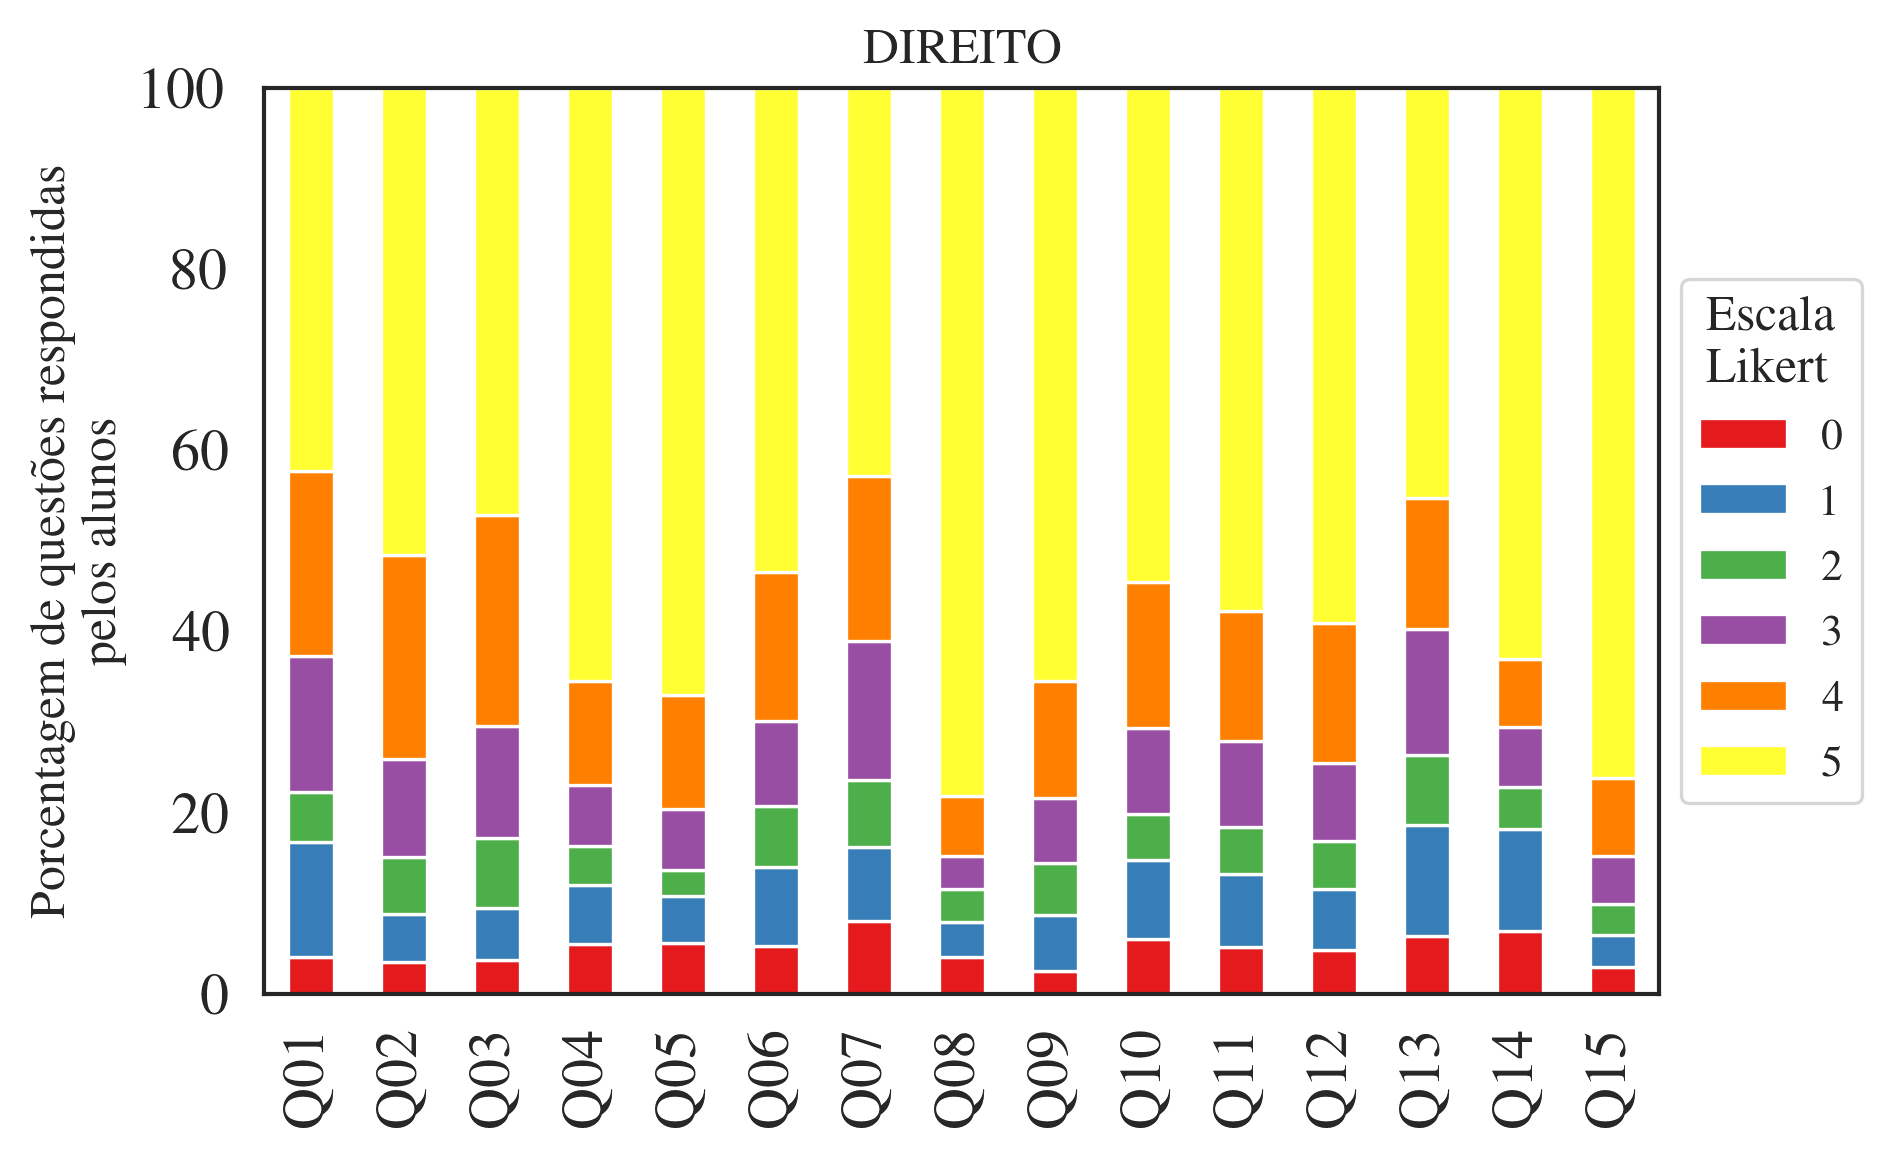 DIREITO
Porcentagem de questões respondidas
pelos alunos
100
80
60
40
20
0
Q01
Q02
Q03
Q04
Q05
Q06
Q07
Q08
Q09
Q10
Q11
Q12
Q13
Q14
Q15
Escala
Likert
0
1
2
3
4
5